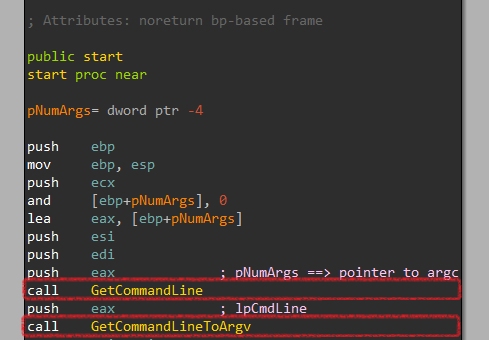 ; Attributes: noreturn bp-based frame
public start
start proc near
pNumArgs= dword ptr -4
push ebp
mov ebp, esp
push ecx
and [ebp+pNumArgs], 0
lea eax, [ebp+pNumArgs]
push esi
push edi
push eax ; pNumArgs ==> pointer to argc
call GetCommandLine
push eax ; lpCmdLine
call GetCommandLineToArgv